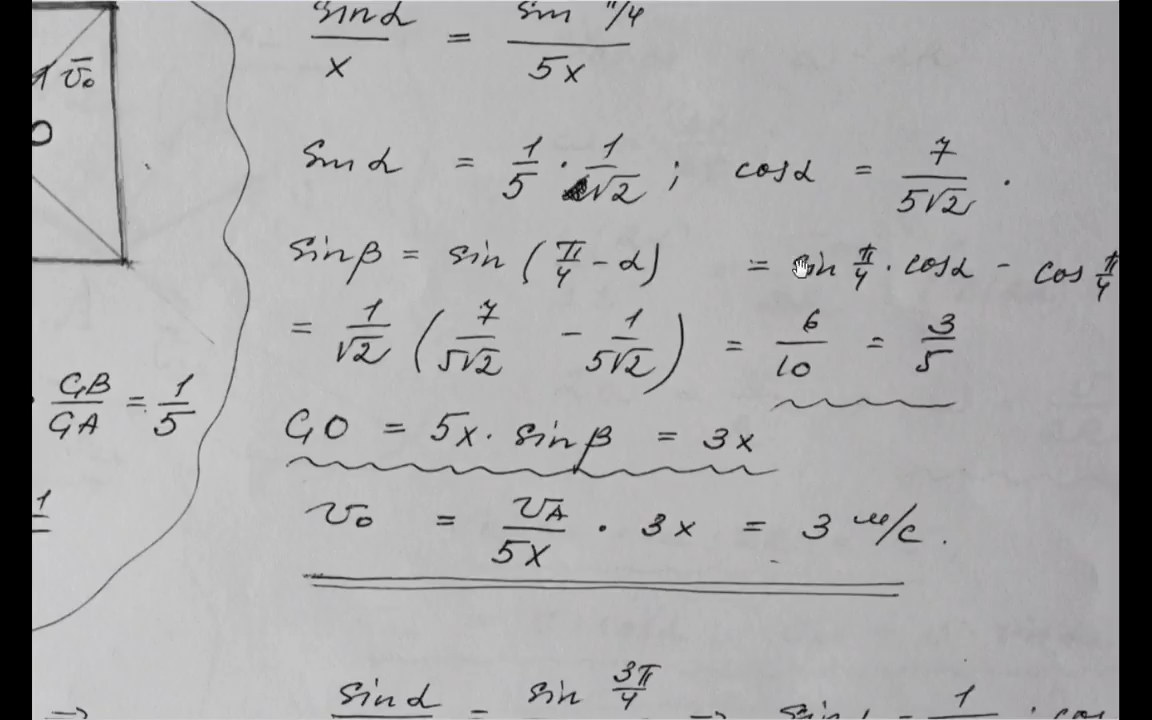 sin α / x = sin π/4 / 5x
v̄₀
O
sin α = 1/5 · 1/√2 ; cos α = 7/5√2 .
sin β = sin (π/4 - α) = sin π/4 · cos α - cos π/4
= 1/√2 (7/5√2 - 1/5√2) = 6/10 = 3/5
GB/GA = 1/5
GO = 5x · sin β = 3x
v₀ = v_A/5x · 3x = 3 м/с.
sin α = sin 3π/4 ⇒ 1